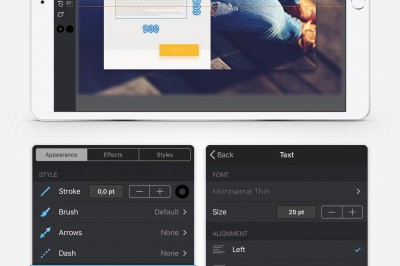 900
Appearance Effects Styles
STYLE
Stroke 0,0 pt
Brush Default
Arrows None
Dash None
Back Text
FONT
Montserrat Thin
Size 25 pt
ALIGNMENT
Left